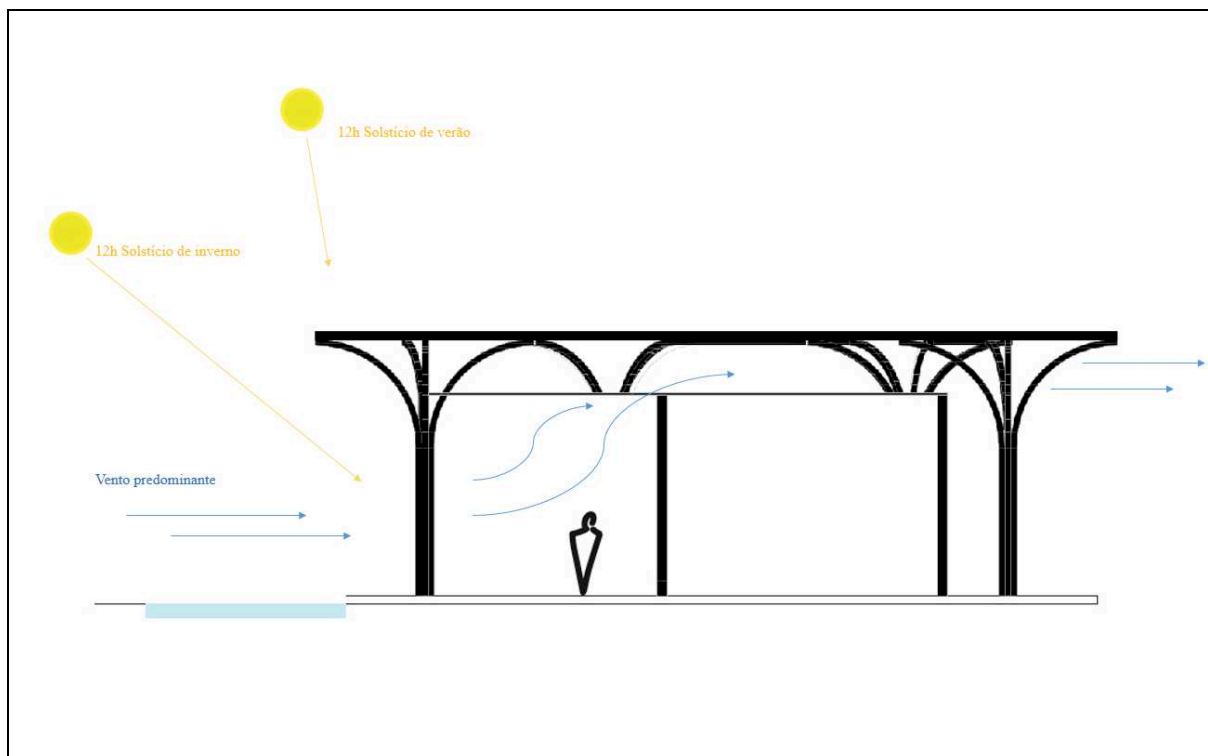 12h Solstício de verão
12h Solstício de inverno
Vento predominante